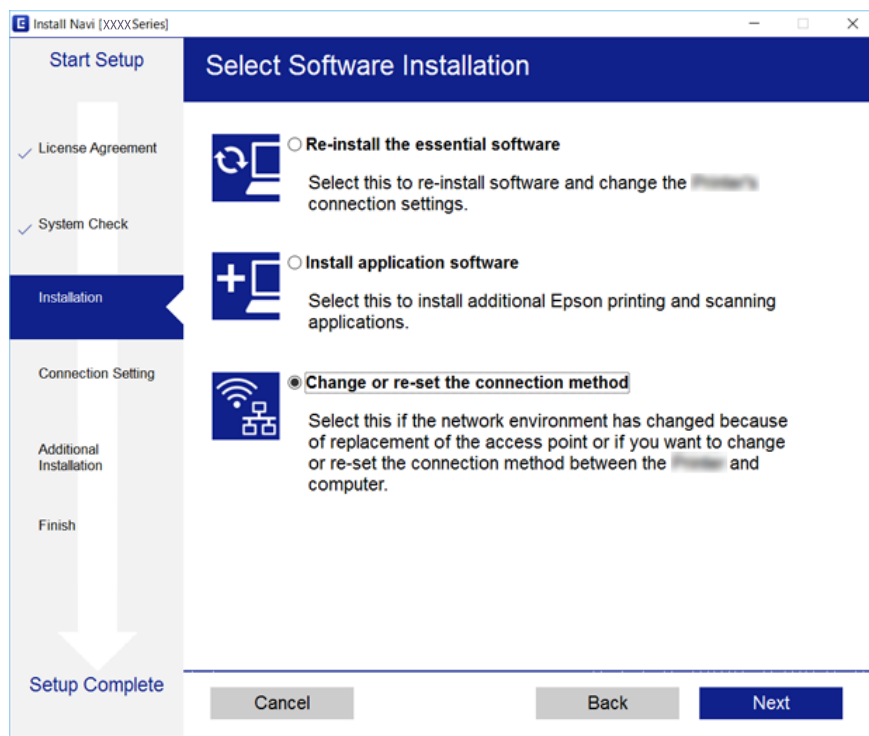 Install Navi [XXXX Series]
Start Setup
License Agreement
System Check
Installation
Connection Setting
Additional
Installation
Finish
Setup Complete
Select Software Installation
Re-install the essential software
Select this to re-install software and change the
connection settings.
Install application software
Select this to install additional Epson printing and scanning
applications.
Change or re-set the connection method
Select this if the network environment has changed because
of replacement of the access point or if you want to change
or re-set the connection method between the and
computer.
Cancel
Back
Next